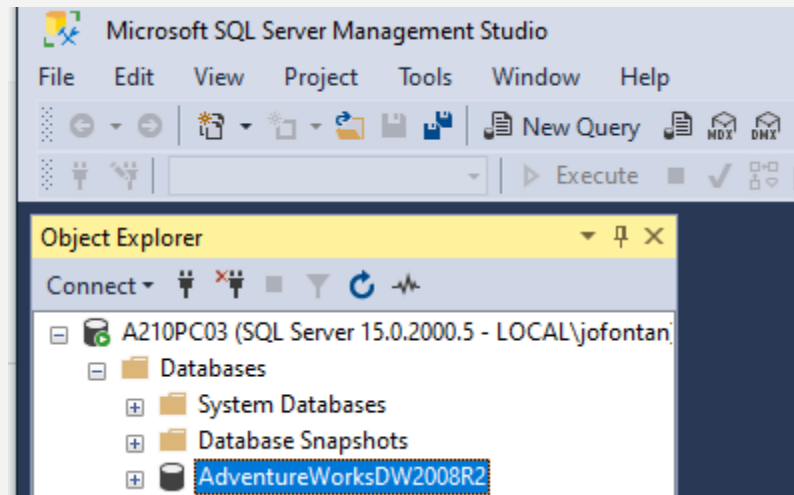 Microsoft SQL Server Management Studio
File Edit View Project Tools Window Help
New Query MDX DMX
Execute
Object Explorer
Connect
A210PC03 (SQL Server 15.0.2000.5 - LOCAL\jofontan
Databases
System Databases
Database Snapshots
AdventureWorksDW2008R2